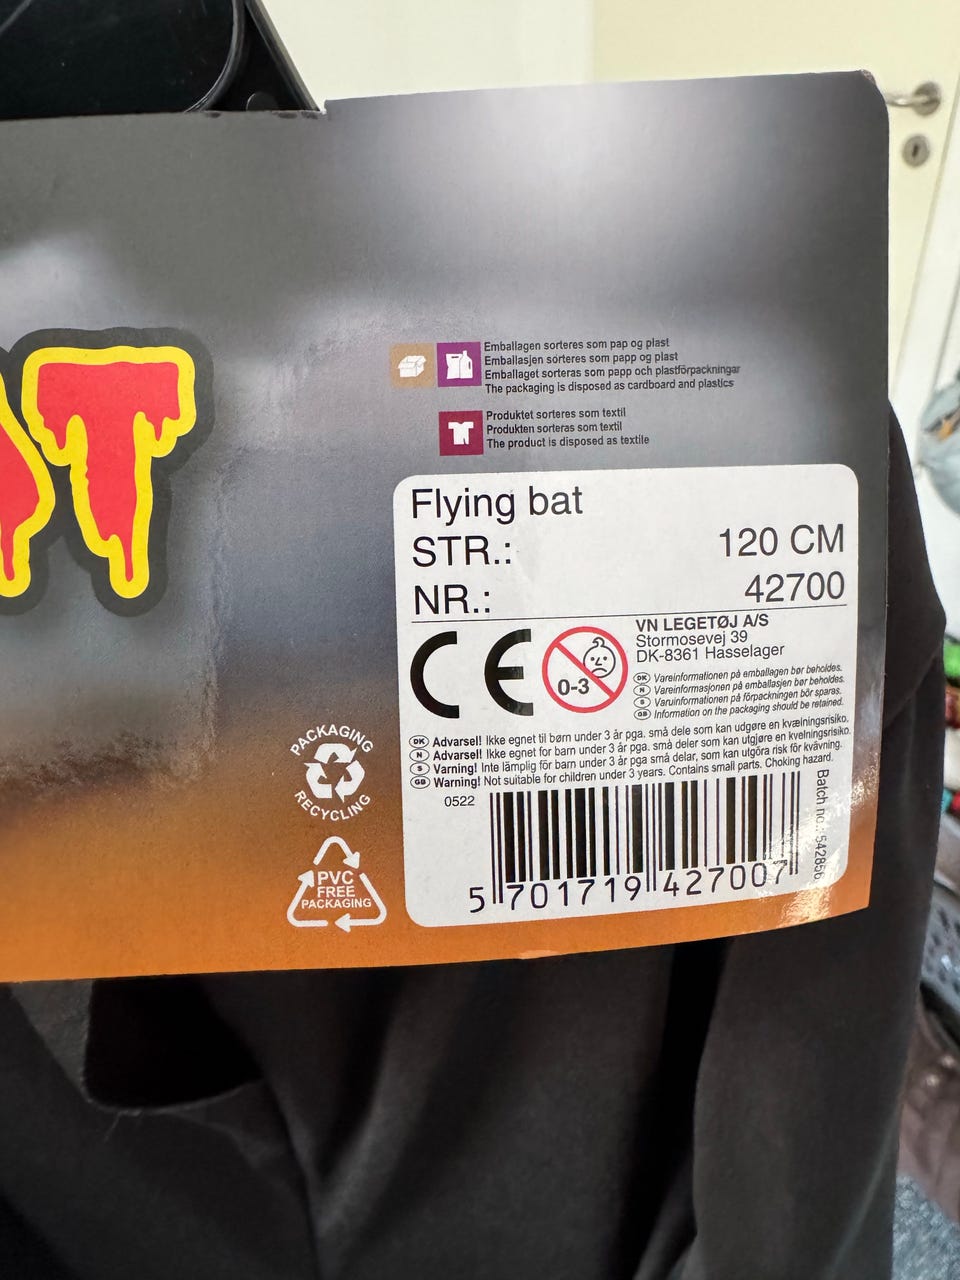 AT
Emballagen sorteres som pap og plast
Emballasjen sorteres som papp og plast
Emballaget sorteras som papp och plastförpackningar
The packaging is disposed as cardboard and plastics
Produktet sorteres som textil
Produkten sorteras som textil
The product is disposed as textile
Flying bat
STR.: 120 CM
NR.: 42700
CE
0-3
VN LEGETØJ A/S
Stormosevej 39
DK-8361 Hasselager
DK Vareinformationen på emballagen bør beholdes.
N Vareinformasjonen på emballasjen bør beholdes.
S Varuinformationen på förpackningen bör sparas.
GB Information on the packaging should be retained.
DK Advarsel! Ikke egnet til børn under 3 år pga. små dele som kan udgøre en kvælningsrisiko.
N Advarsel! Ikke egnet for barn under 3 år pga. små deler som kan utgjøre en kvelningsrisiko.
S Varning! Inte lämplig för barn under 3 år pga små delar, som kan utgöra risk för kvävning.
GB Warning! Not suitable for children under 3 years. Contains small parts. Choking hazard.
0522
Batch no.: 542856
5 701719 427007
PACKAGING
RECYCLING
PVC
FREE
PACKAGING